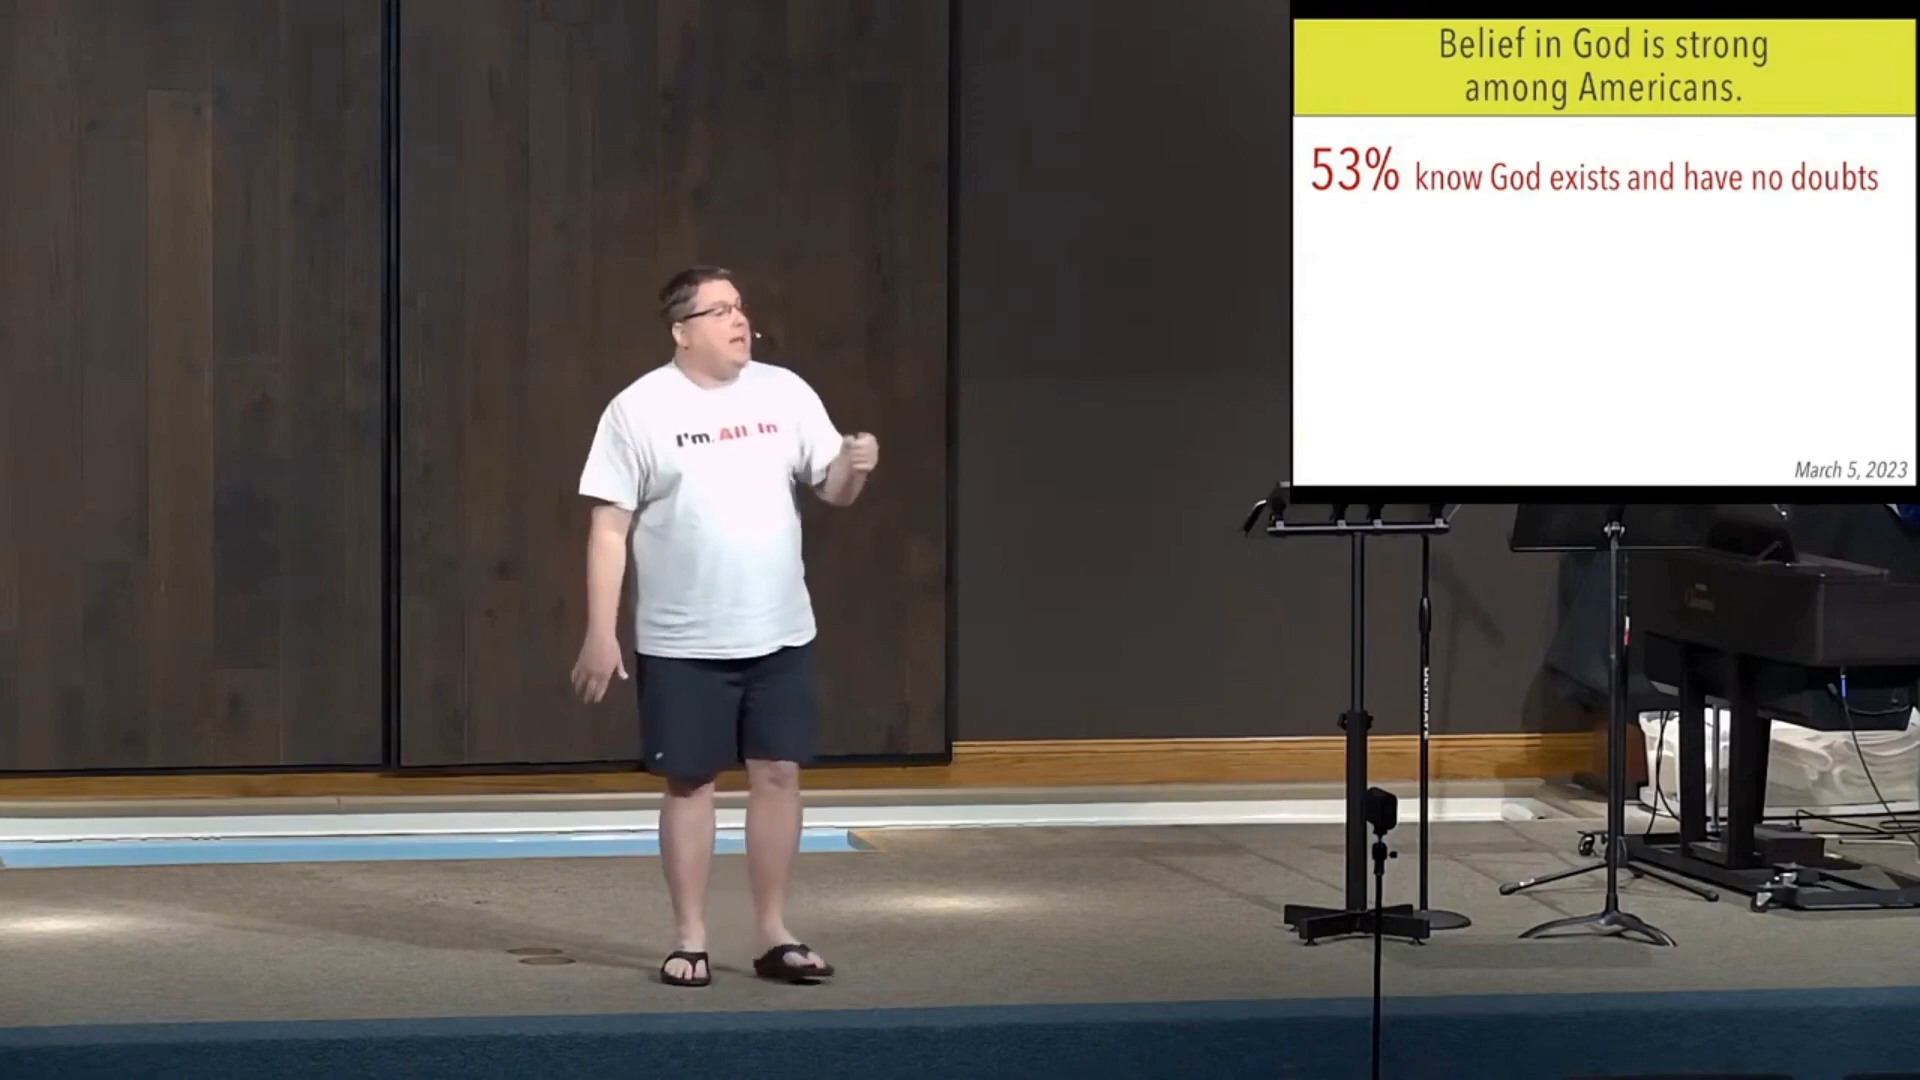 Belief in God is strong
among Americans.
53% know God exists and have no doubts
March 5, 2023
I'm. All. In